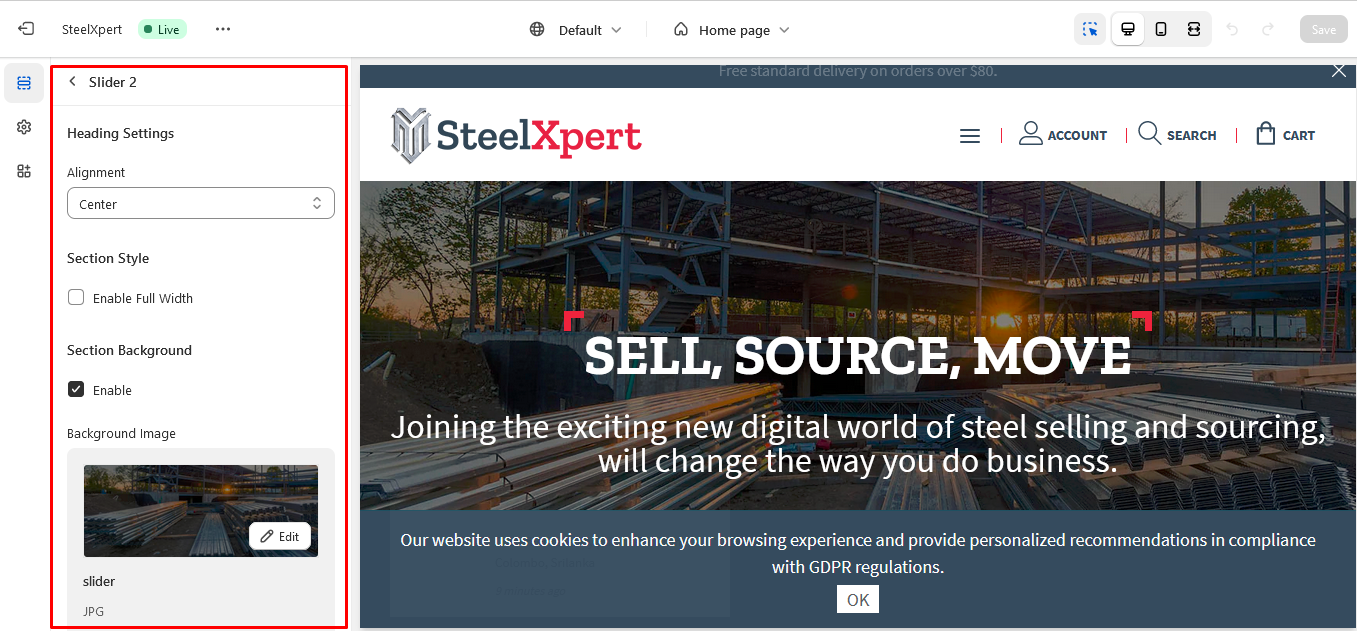 SteelXpert
Live
Default
Home page
Save
Slider 2
Heading Settings
Alignment
Center
Section Style
Enable Full Width
Section Background
Enable
Background Image
Edit
slider
JPG
Free standard delivery on orders over $80.
SteelXpert
ACCOUNT
SEARCH
CART
SELL, SOURCE, MOVE
Joining the exciting new digital world of steel selling and sourcing,
will change the way you do business.
Our website uses cookies to enhance your browsing experience and provide personalized recommendations in compliance
with GDPR regulations.
OK